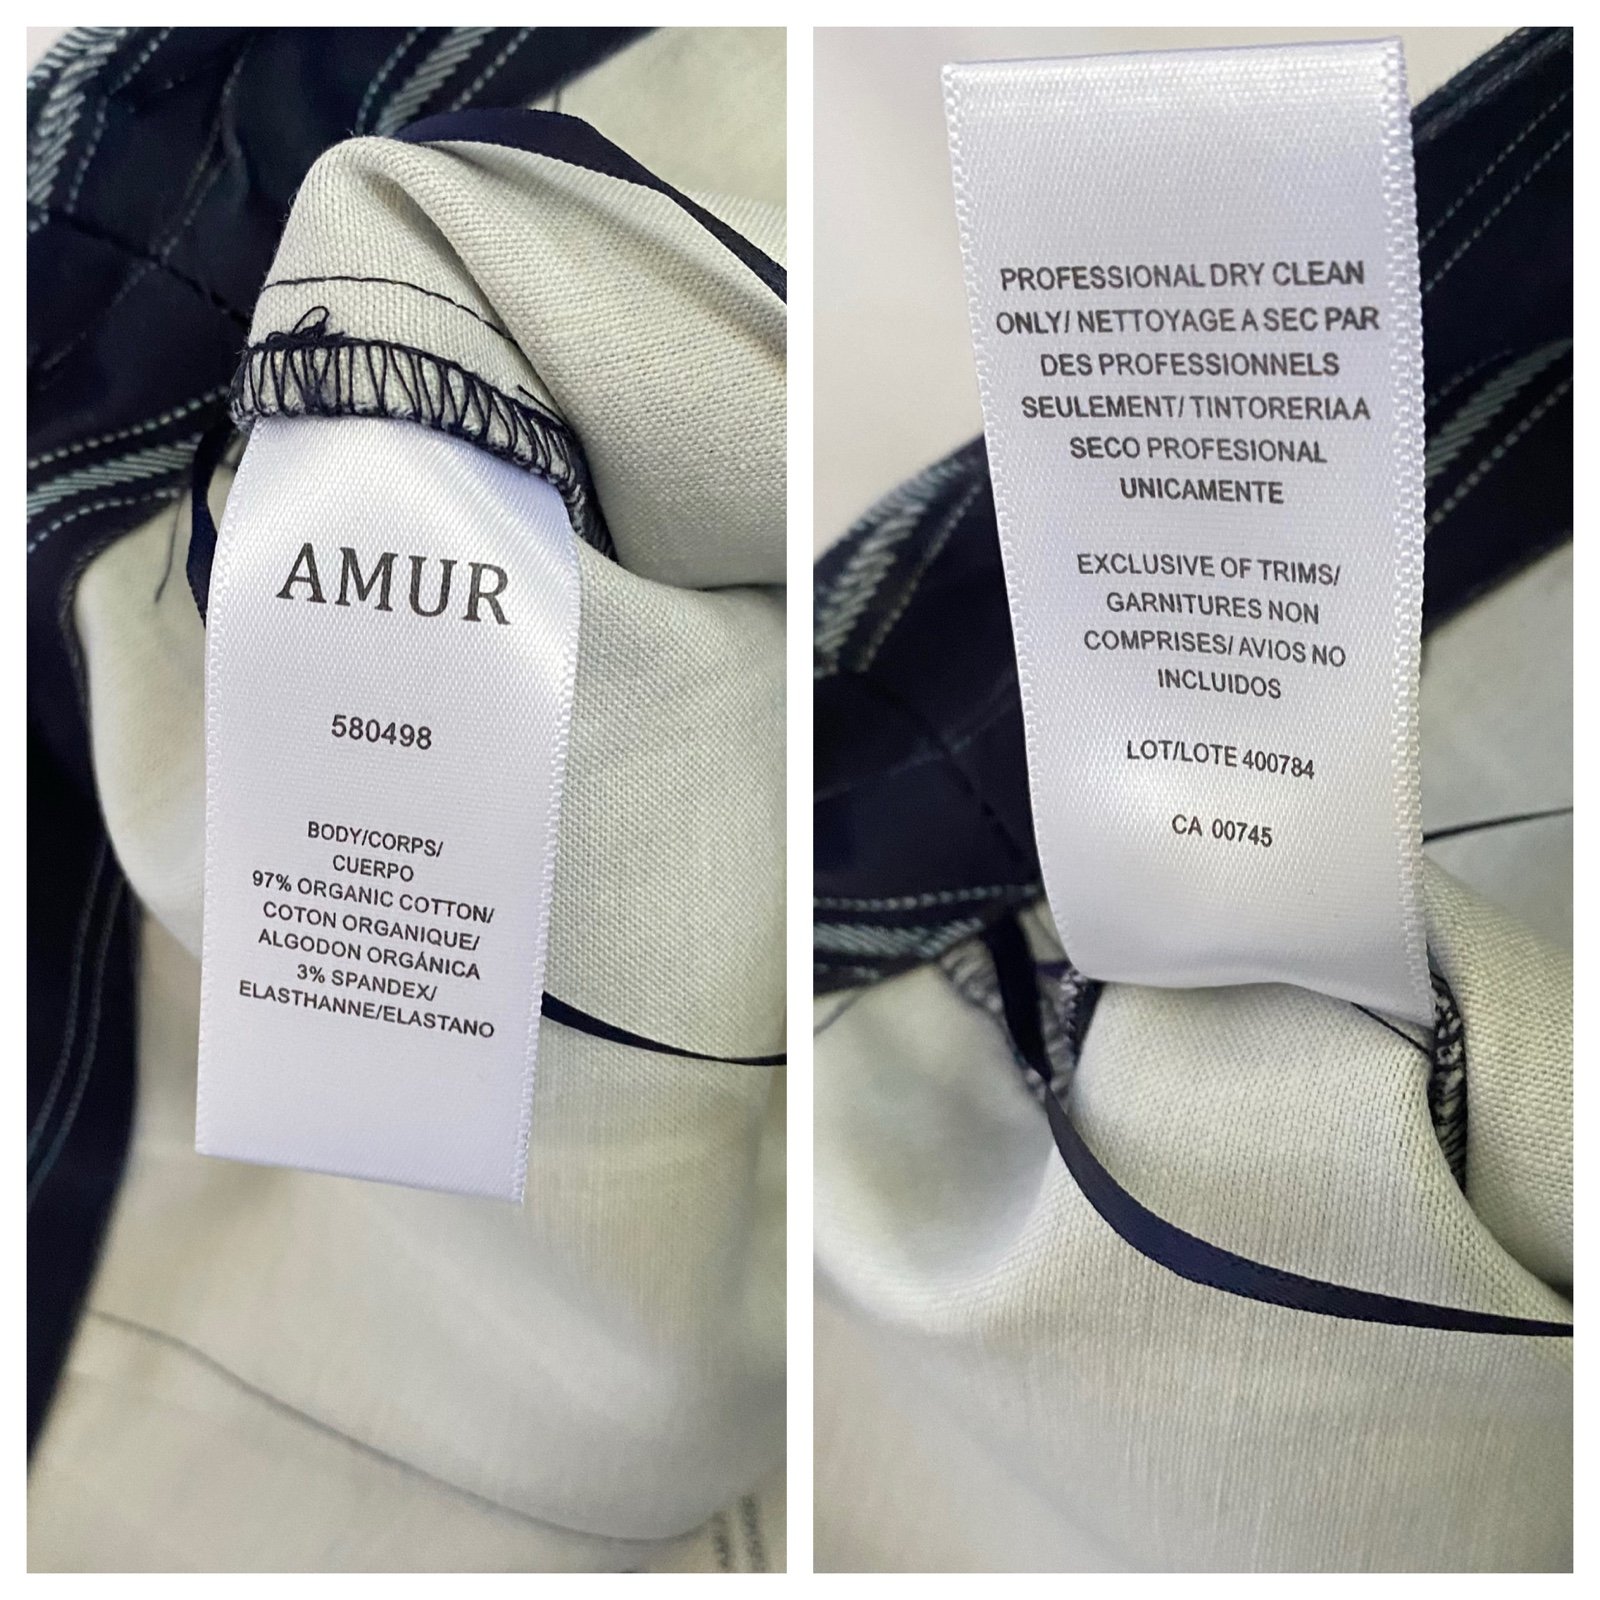 AMUR
580498
BODY/CORPS/
CUERPO
97% ORGANIC COTTON/
COTON ORGANIQUE/
ALGODON ORGÁNICA
3% SPANDEX/
ELASTHANNE/ELASTANO
PROFESSIONAL DRY CLEAN
ONLY/ NETTOYAGE A SEC PAR
DES PROFESSIONNELS
SEULEMENT/ TINTORERIA A
SECO PROFESIONAL
UNICAMENTE
EXCLUSIVE OF TRIMS/
GARNITURES NON
COMPRISES/ AVIOS NO
INCLUIDOS
LOT/LOTE 400784
CA 00745